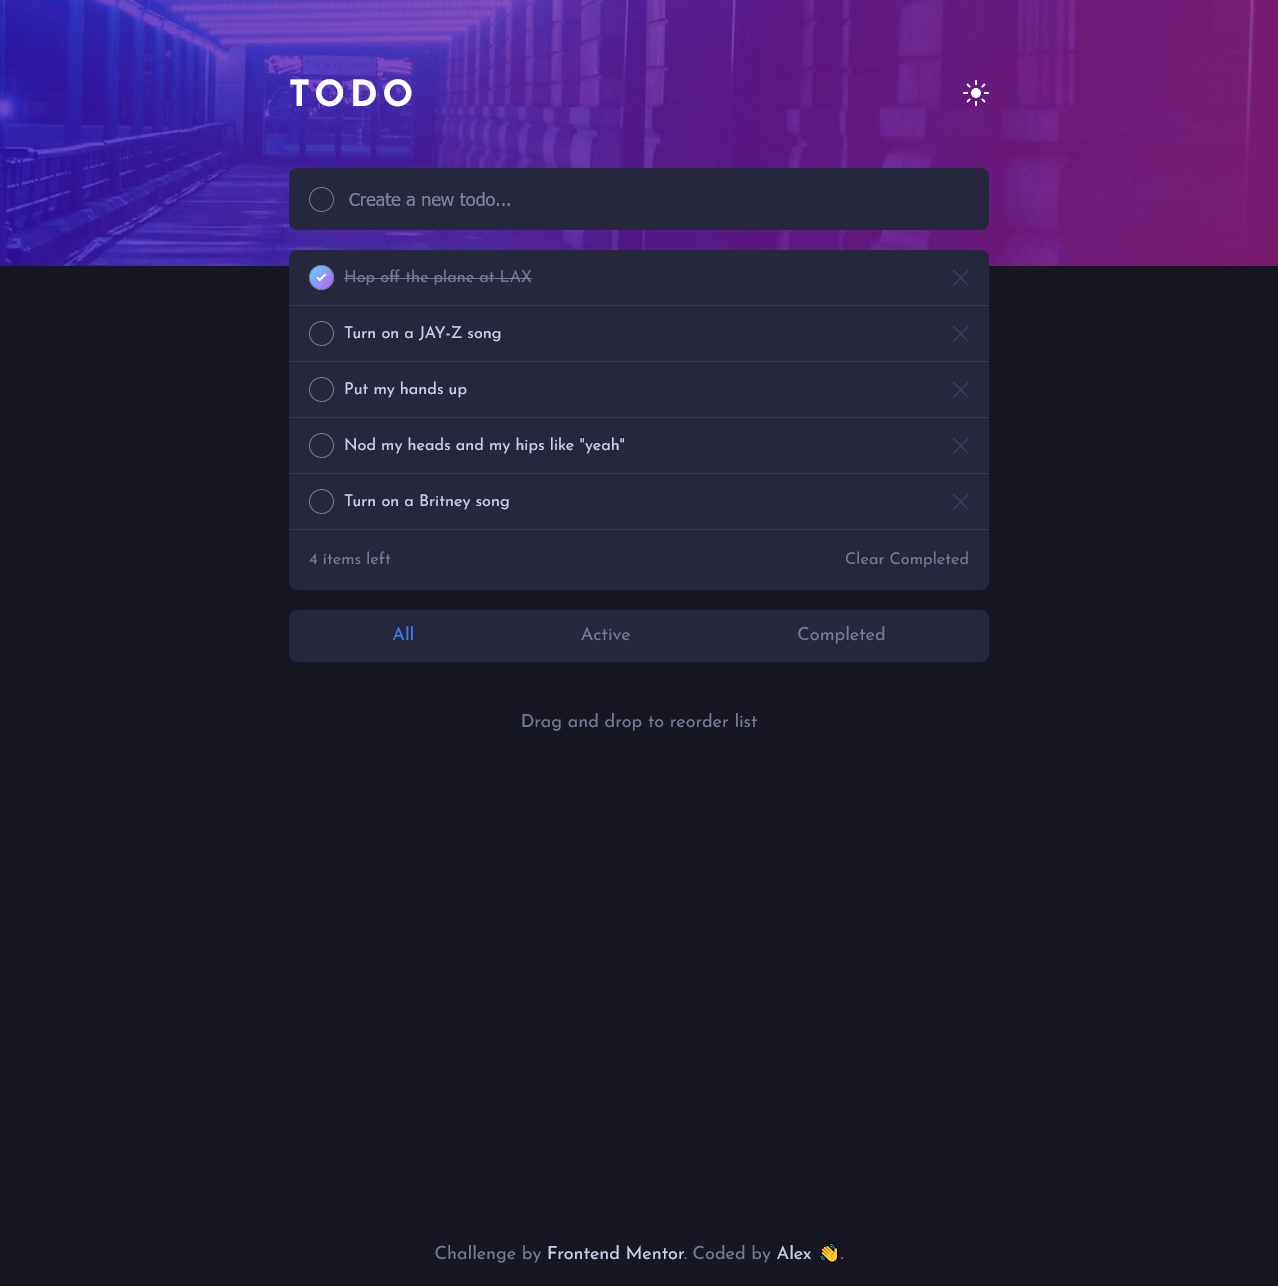 TODO
Create a new todo...
Hop off the plane at LAX
Turn on a JAY-Z song
Put my hands up
Nod my heads and my hips like "yeah"
Turn on a Britney song
4 items left Clear Completed
All Active Completed
Drag and drop to reorder list
Challenge by Frontend Mentor. Coded by Alex 👋.